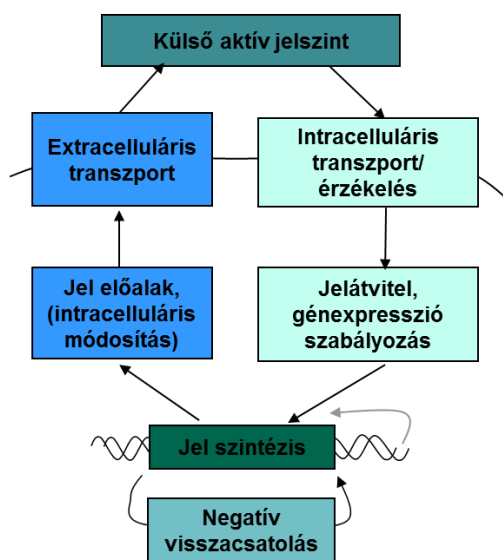 Külső aktív jelszint
Extracelluláris
transzport
Intracelluláris
transzport/
érzékelés
Jel előalak,
(intracelluláris
módosítás)
Jelátvitel,
génexpresszió
szabályozás
Jel szintézis
Negatív
visszacsatolás